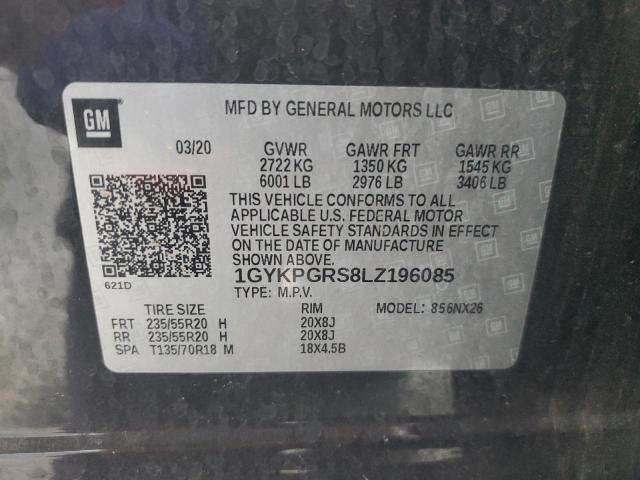 GM
MFD BY GENERAL MOTORS LLC
03/20 GVWR GAWR FRT GAWR RR
2722 KG 1350 KG 1545 KG
6001 LB 2976 LB 3406 LB
THIS VEHICLE CONFORMS TO ALL
APPLICABLE U.S. FEDERAL MOTOR
VEHICLE SAFETY STANDARDS IN EFFECT
ON THE DATE OF MANUFACTURE
SHOWN ABOVE.
621D
1GYKPGRS8LZ196085
TYPE: M.P.V. MODEL: 856NX26
TIRE SIZE RIM
FRT 235/55R20 H 20X8J
RR 235/55R20 H 20X8J
SPA T135/70R18 M 18X4.5B